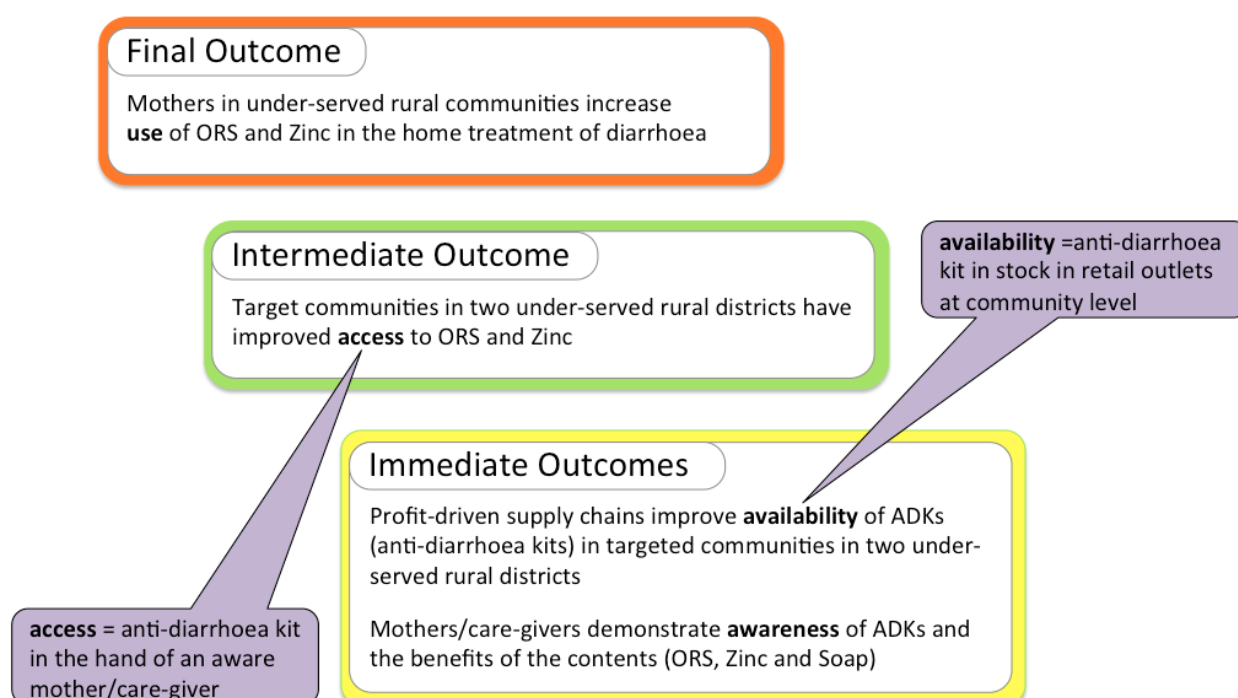 Final Outcome
Mothers in under-served rural communities increase
use of ORS and Zinc in the home treatment of diarrhoea
Intermediate Outcome
Target communities in two under-served rural districts have
improved access to ORS and Zinc
availability =anti-diarrhoea
kit in stock in retail outlets
at community level
Immediate Outcomes
Profit-driven supply chains improve availability of ADKs
(anti-diarrhoea kits) in targeted communities in two under-
served rural districts
Mothers/care-givers demonstrate awareness of ADKs and
the benefits of the contents (ORS, Zinc and Soap)
access = anti-diarrhoea kit
in the hand of an aware
mother/care-giver